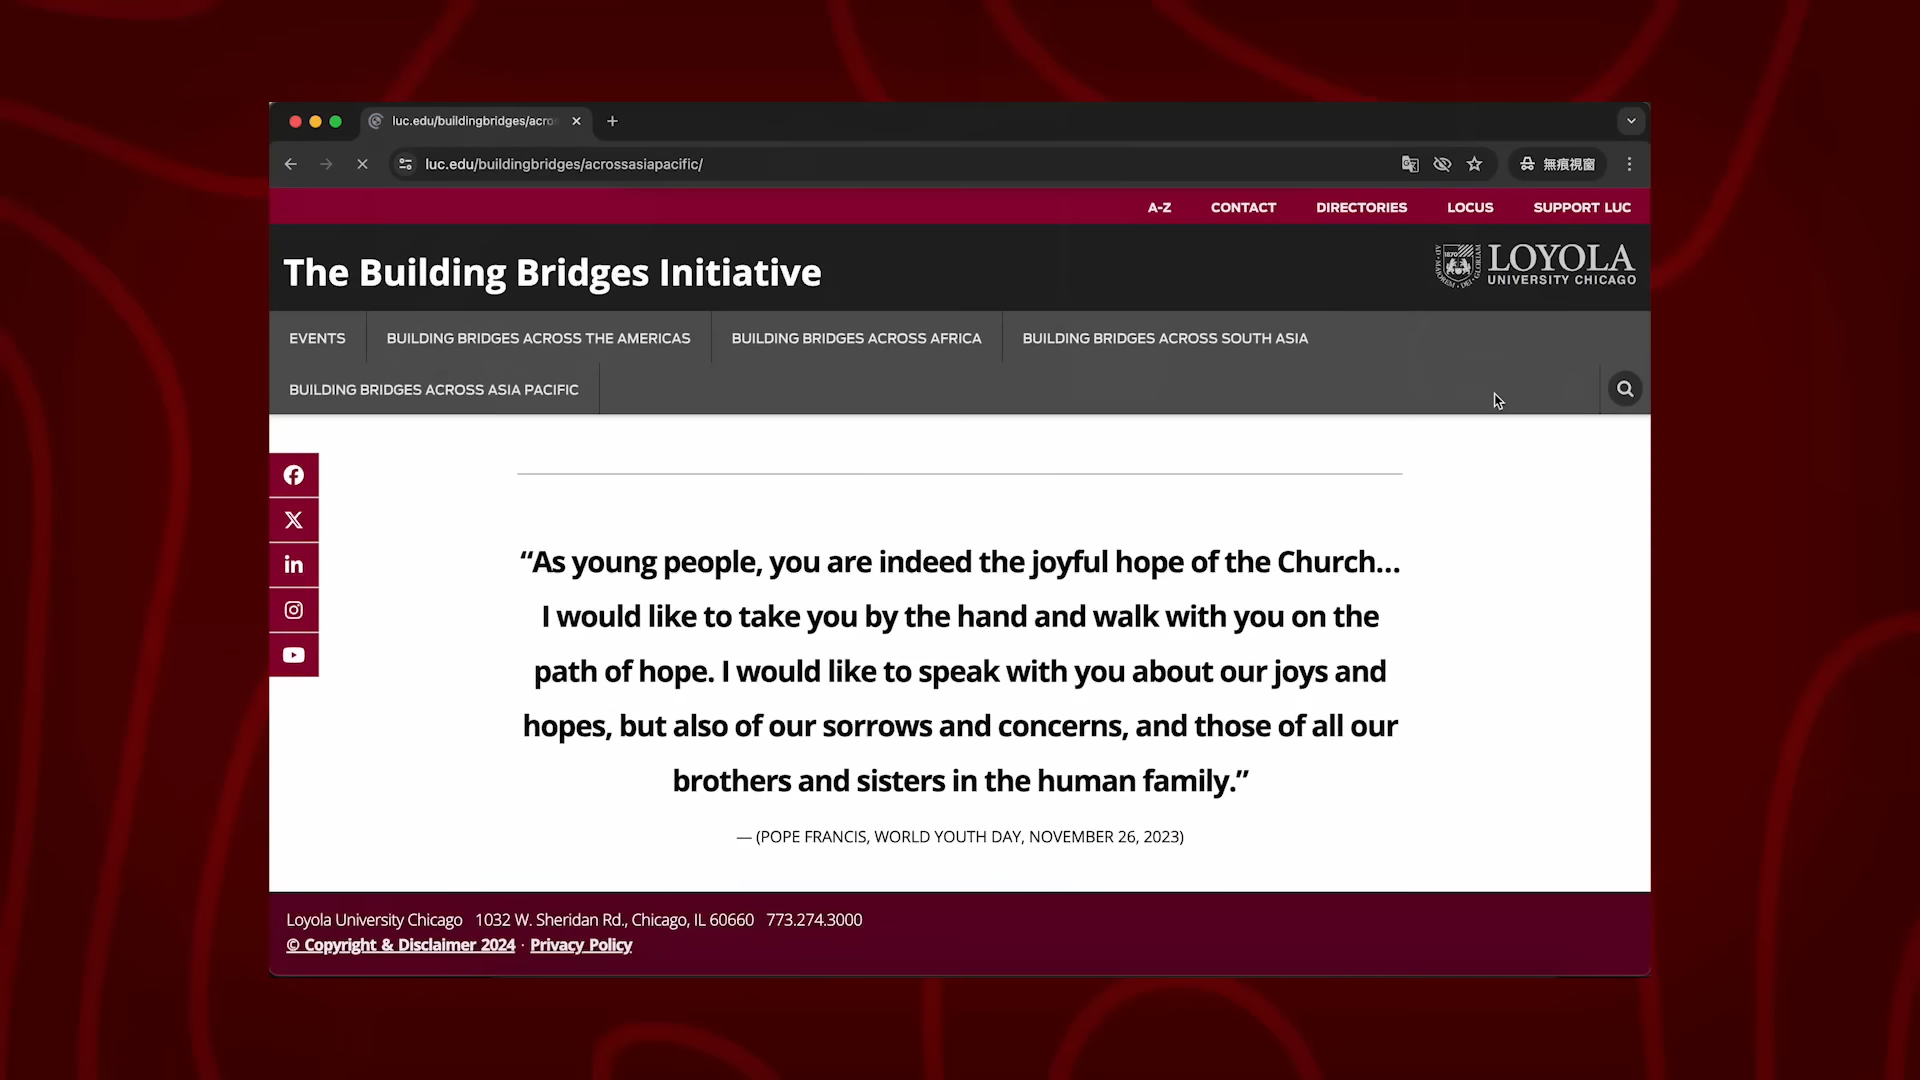 luc.edu/buildingbridges/acro
luc.edu/buildingbridges/acrossasiapacific/
無痕視窗
A-Z CONTACT DIRECTORIES LOCUS SUPPORT LUC
The Building Bridges Initiative
1870
LOYOLA
UNIVERSITY CHICAGO
EVENTS BUILDING BRIDGES ACROSS THE AMERICAS BUILDING BRIDGES ACROSS AFRICA BUILDING BRIDGES ACROSS SOUTH ASIA
BUILDING BRIDGES ACROSS ASIA PACIFIC
“As young people, you are indeed the joyful hope of the Church...
I would like to take you by the hand and walk with you on the
path of hope. I would like to speak with you about our joys and
hopes, but also of our sorrows and concerns, and those of all our
brothers and sisters in the human family.”
— (POPE FRANCIS, WORLD YOUTH DAY, NOVEMBER 26, 2023)
Loyola University Chicago 1032 W. Sheridan Rd., Chicago, IL 60660 773.274.3000
© Copyright & Disclaimer 2024 · Privacy Policy